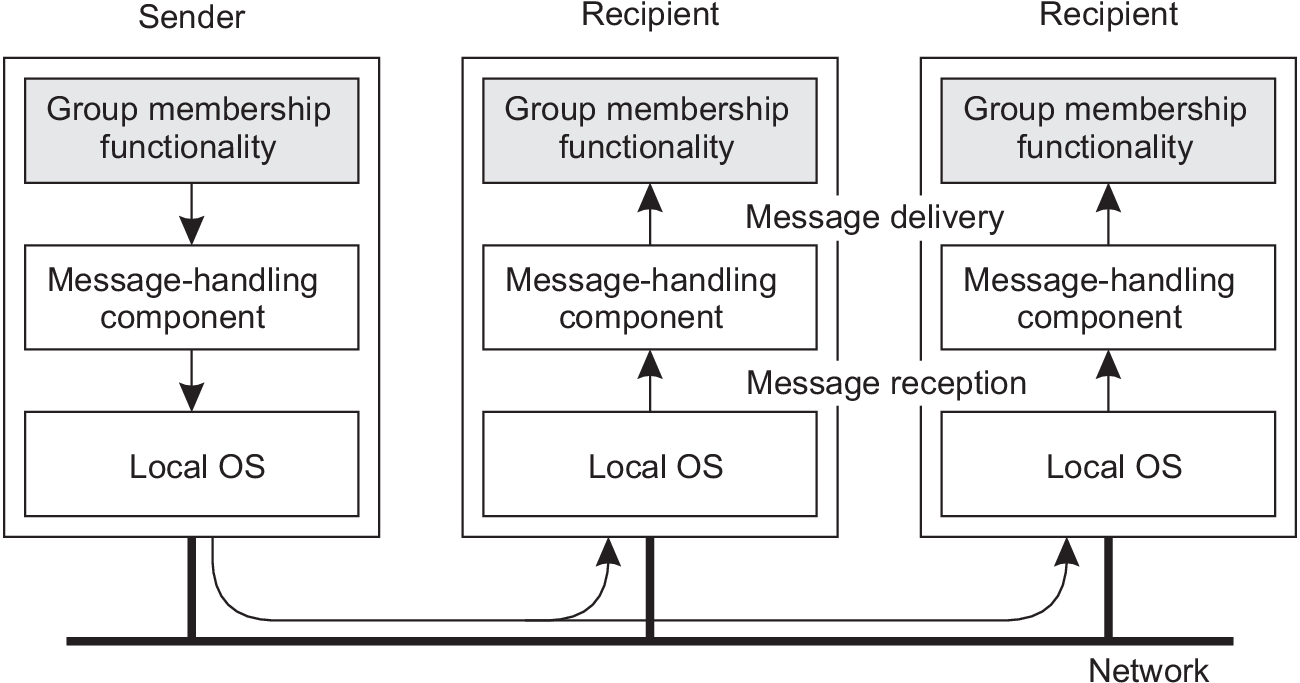 Sender
Recipient
Recipient
Group membership
functionality
Group membership
functionality
Group membership
functionality
Message delivery
Message-handling
component
Message-handling
component
Message-handling
component
Message reception
Local OS
Local OS
Local OS
Network